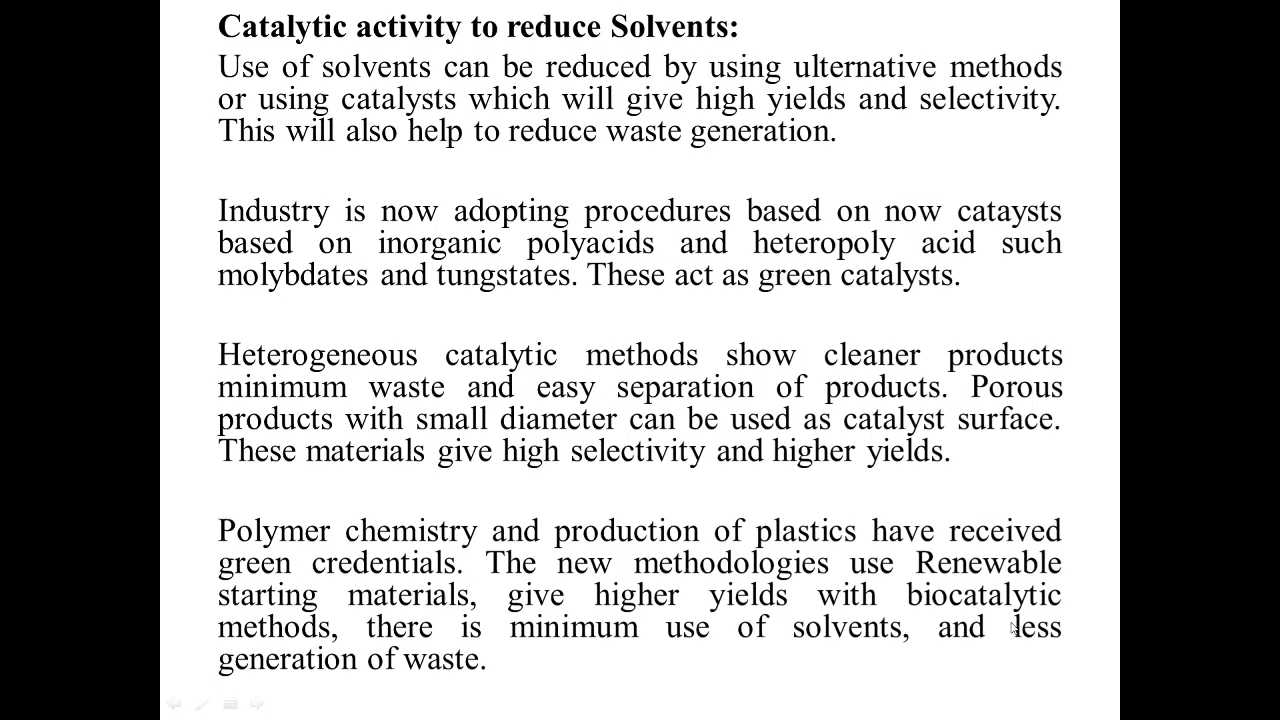 Catalytic activity to reduce Solvents:
Use of solvents can be reduced by using ulternative methods
or using catalysts which will give high yields and selectivity.
This will also help to reduce waste generation.
Industry is now adopting procedures based on now cataysts
based on inorganic polyacids and heteropoly acid such
molybdates and tungstates. These act as green catalysts.
Heterogeneous catalytic methods show cleaner products
minimum waste and easy separation of products. Porous
products with small diameter can be used as catalyst surface.
These materials give high selectivity and higher yields.
Polymer chemistry and production of plastics have received
green credentials. The new methodologies use Renewable
starting materials, give higher yields with biocatalytic
methods, there is minimum use of solvents, and less
generation of waste.